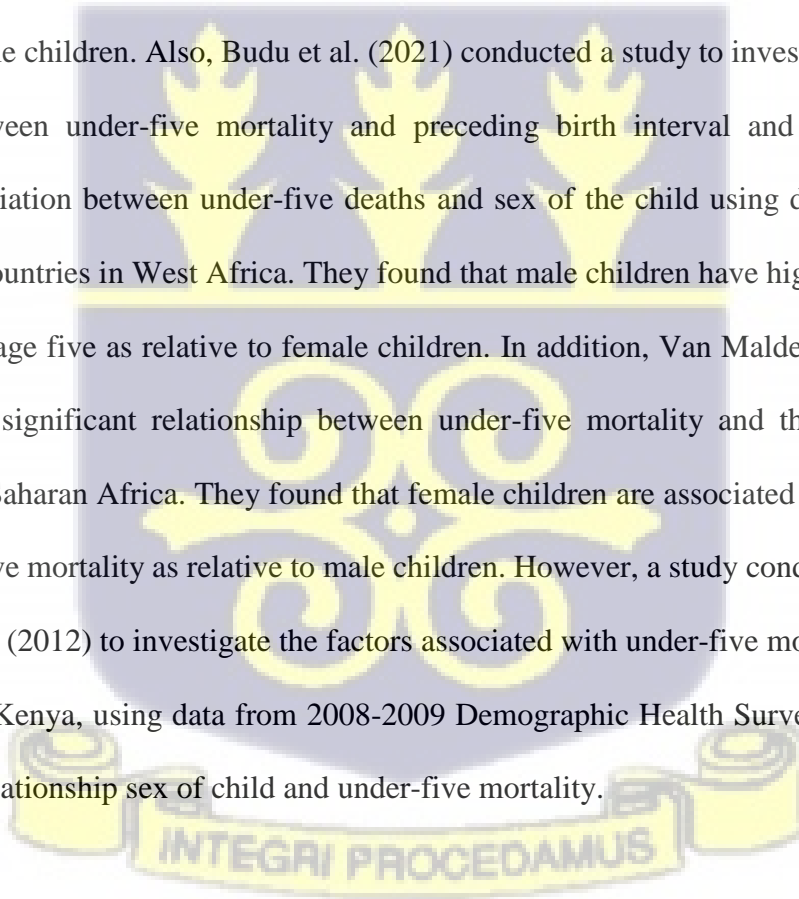 e children. Also, Budu et al. (2021) conducted a study to inves
veen under-five mortality and preceding birth interval and
iation between under-five deaths and sex of the child using d
ountries in West Africa. They found that male children have hig
age five as relative to female children. In addition, Van Malde
significant relationship between under-five mortality and th
Saharan Africa. They found that female children are associated
ve mortality as relative to male children. However, a study cond
(2012) to investigate the factors associated with under-five mo
Kenya, using data from 2008-2009 Demographic Health Surve
ationship sex of child and under-five mortality.
INTEGRI PROCEDAMUS